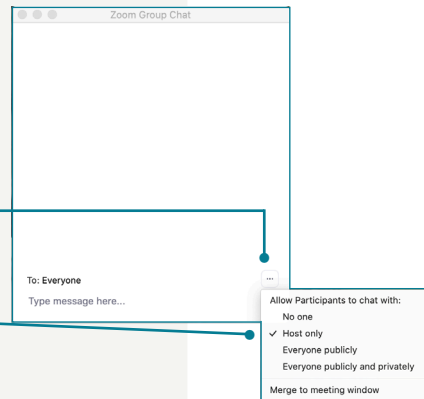 Zoom Group Chat
To: Everyone
...
Type message here...
Allow Participants to chat with:
No one
✓ Host only
Everyone publicly
Everyone publicly and privately
Merge to meeting window